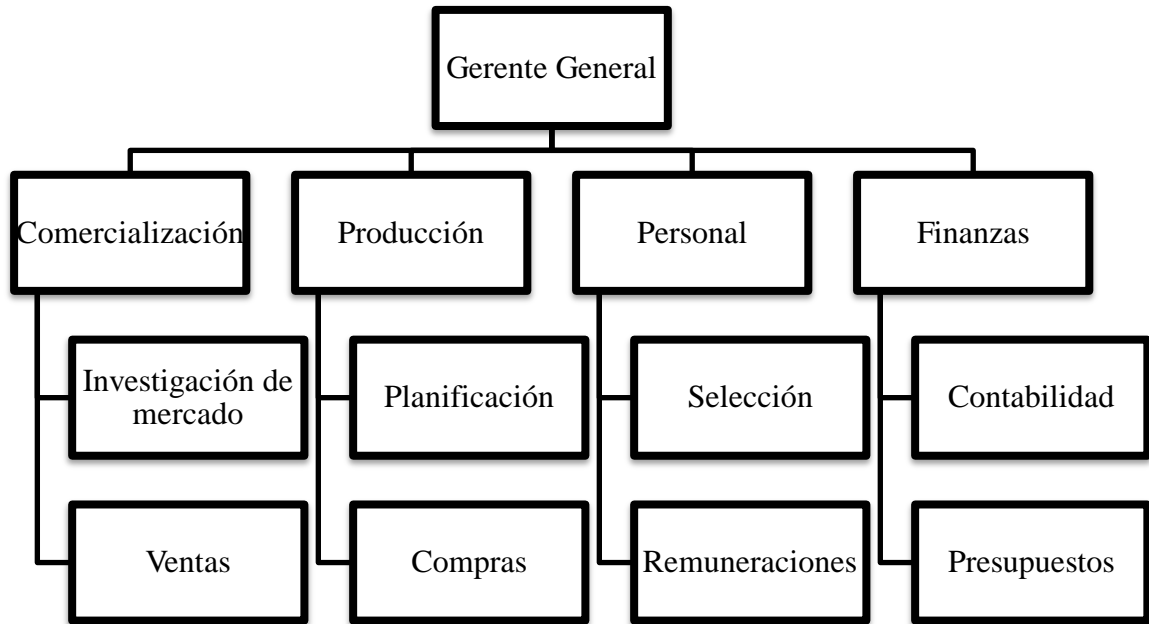 Gerente General
Comercialización
Producción
Personal
Finanzas
Investigación de
mercado
Planificación
Selección
Contabilidad
Ventas
Compras
Remuneraciones
Presupuestos